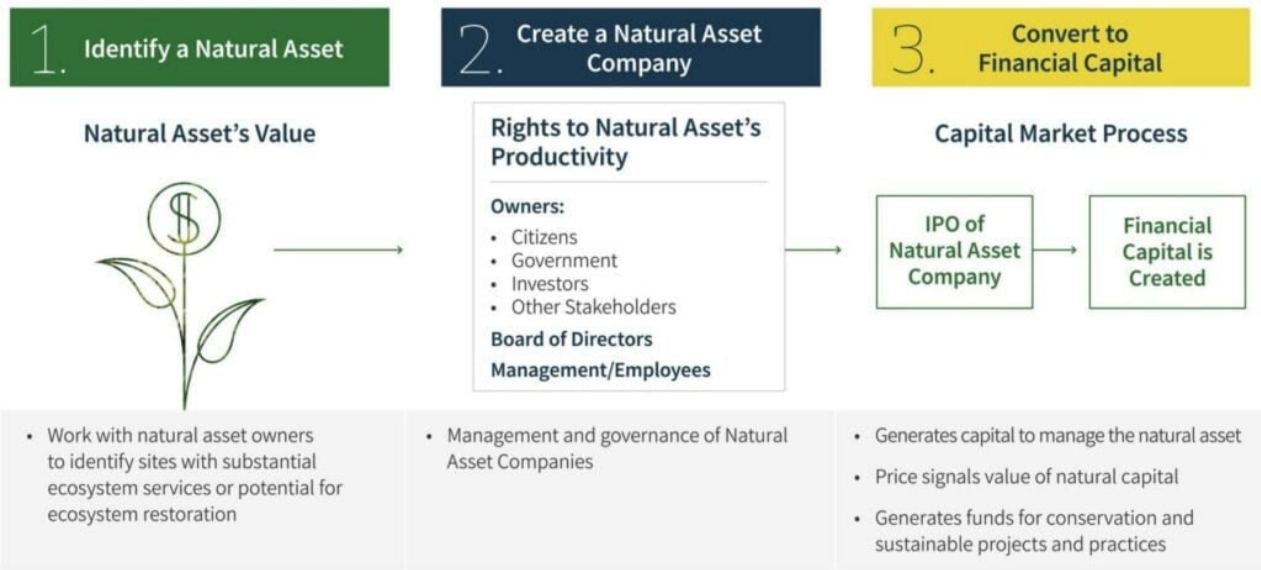 1. Identify a Natural Asset
Natural Asset's Value
$
• Work with natural asset owners
to identify sites with substantial
ecosystem services or potential for
ecosystem restoration
2. Create a Natural Asset
Company
Rights to Natural Asset's
Productivity
Owners:
• Citizens
• Government
• Investors
• Other Stakeholders
Board of Directors
Management/Employees
• Management and governance of Natural
Asset Companies
3. Convert to
Financial Capital
Capital Market Process
IPO of
Natural Asset
Company
Financial
Capital is
Created
• Generates capital to manage the natural asset
• Price signals value of natural capital
• Generates funds for conservation and
sustainable projects and practices